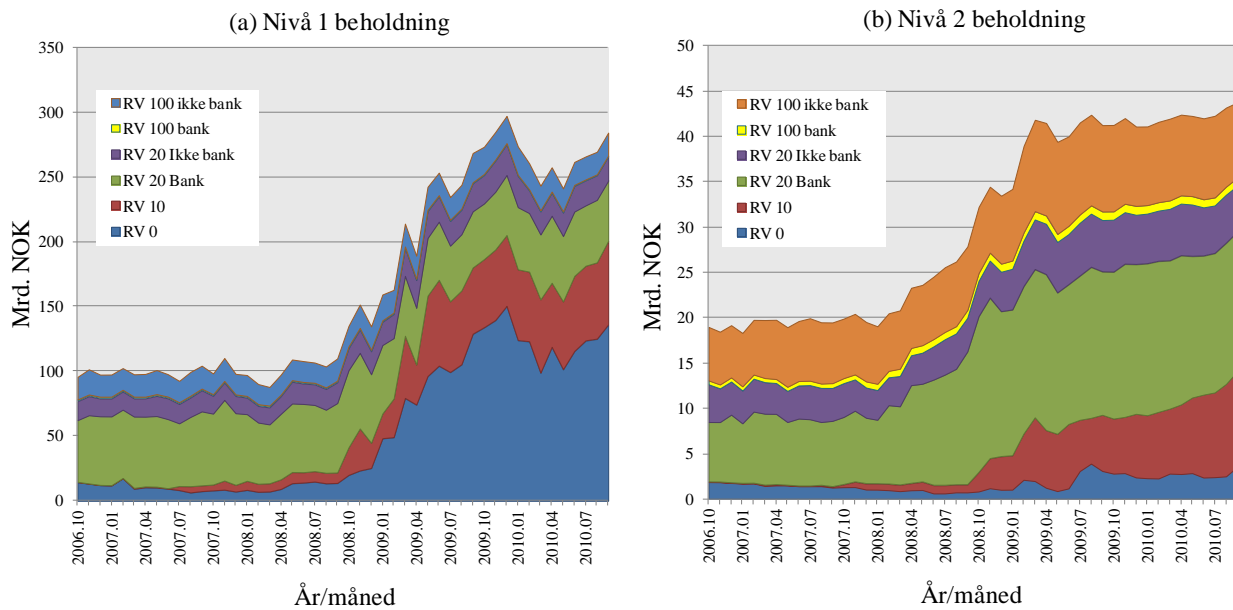 (a) Nivå 1 beholdning
350
300
250
200
150
100
50
0
Mrd. NOK
RV 100 ikke bank
RV 100 bank
RV 20 Ikke bank
RV 20 Bank
RV 10
RV 0
2006.10
2007.01
2007.04
2007.07
2007.10
2008.01
2008.04
2008.07
2008.10
2009.01
2009.04
2009.07
2009.10
2010.01
2010.04
2010.07
År/måned
(b) Nivå 2 beholdning
50
45
40
35
30
25
20
15
10
5
0
Mrd. NOK
RV 100 ikke bank
RV 100 bank
RV 20 Ikke bank
RV 20 Bank
RV 10
RV 0
2006.10
2007.01
2007.04
2007.07
2007.10
2008.01
2008.04
2008.07
2008.10
2009.01
2009.04
2009.07
2009.10
2010.01
2010.04
2010.07
År/måned